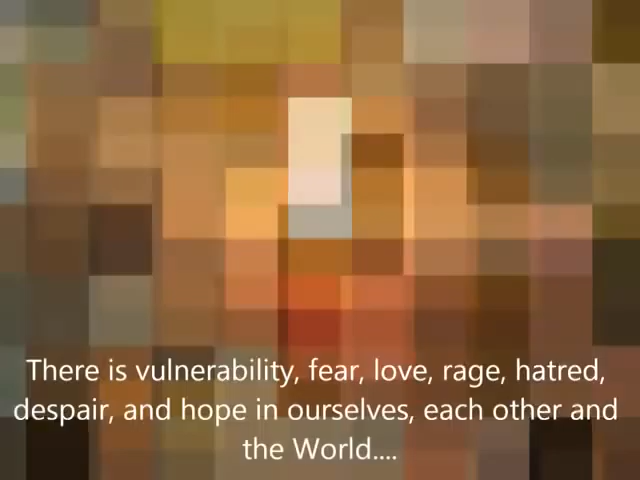 There is vulnerability, fear, love, rage, hatred,
despair, and hope in ourselves, each other and
the World....